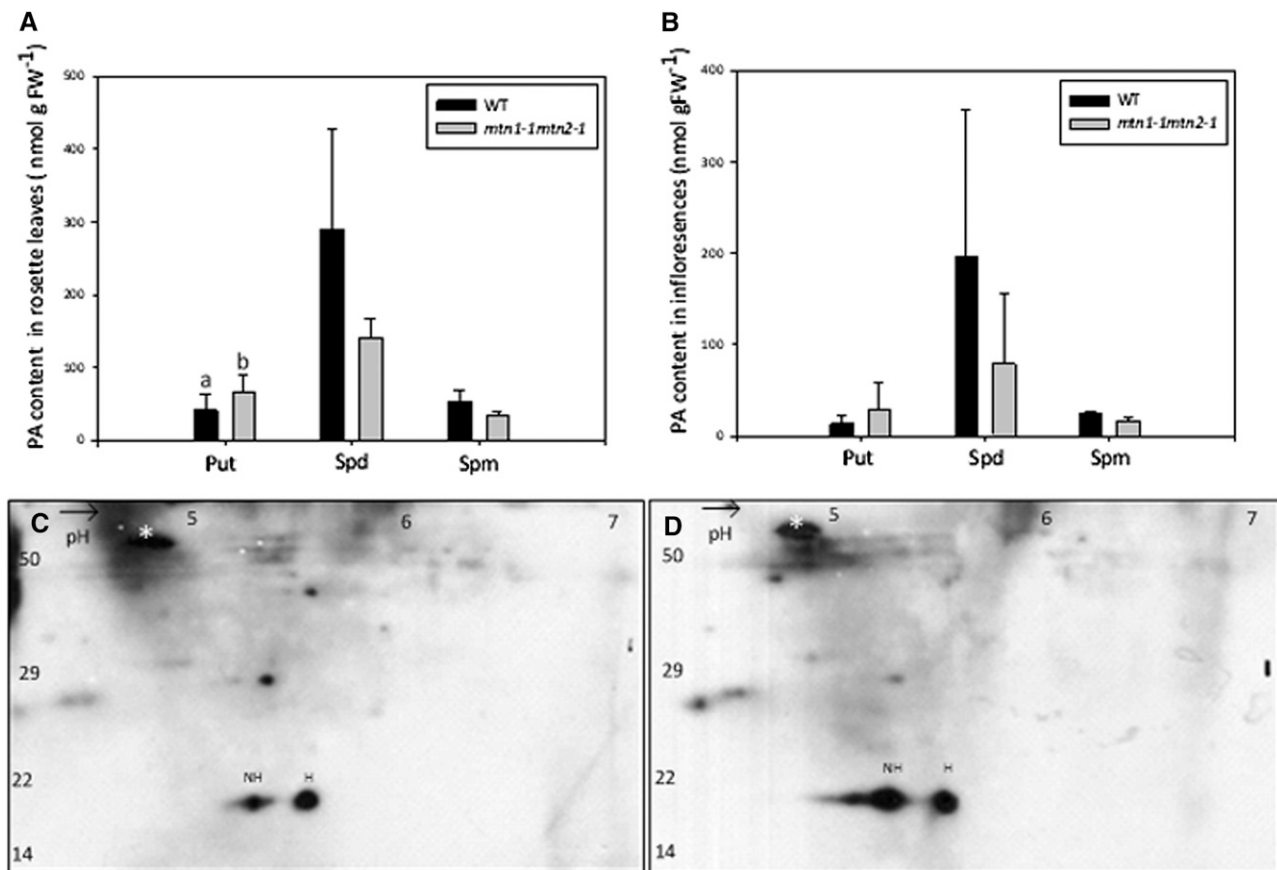 A
PA content in rosette leaves ( nmol g FW-1)
500
400
300
200
100
0
WT
mtn1-1mtn2-1
a
b
Put
Spd
Spm
B
PA content in infloresences (nmol gFW-1)
400
300
200
100
0
WT
mtn1-1mtn2-1
Put
Spd
Spm
C
pH
*
5
6
7
50
29
22
14
NH
H
D
pH
*
5
6
7
50
29
22
14
NH
H